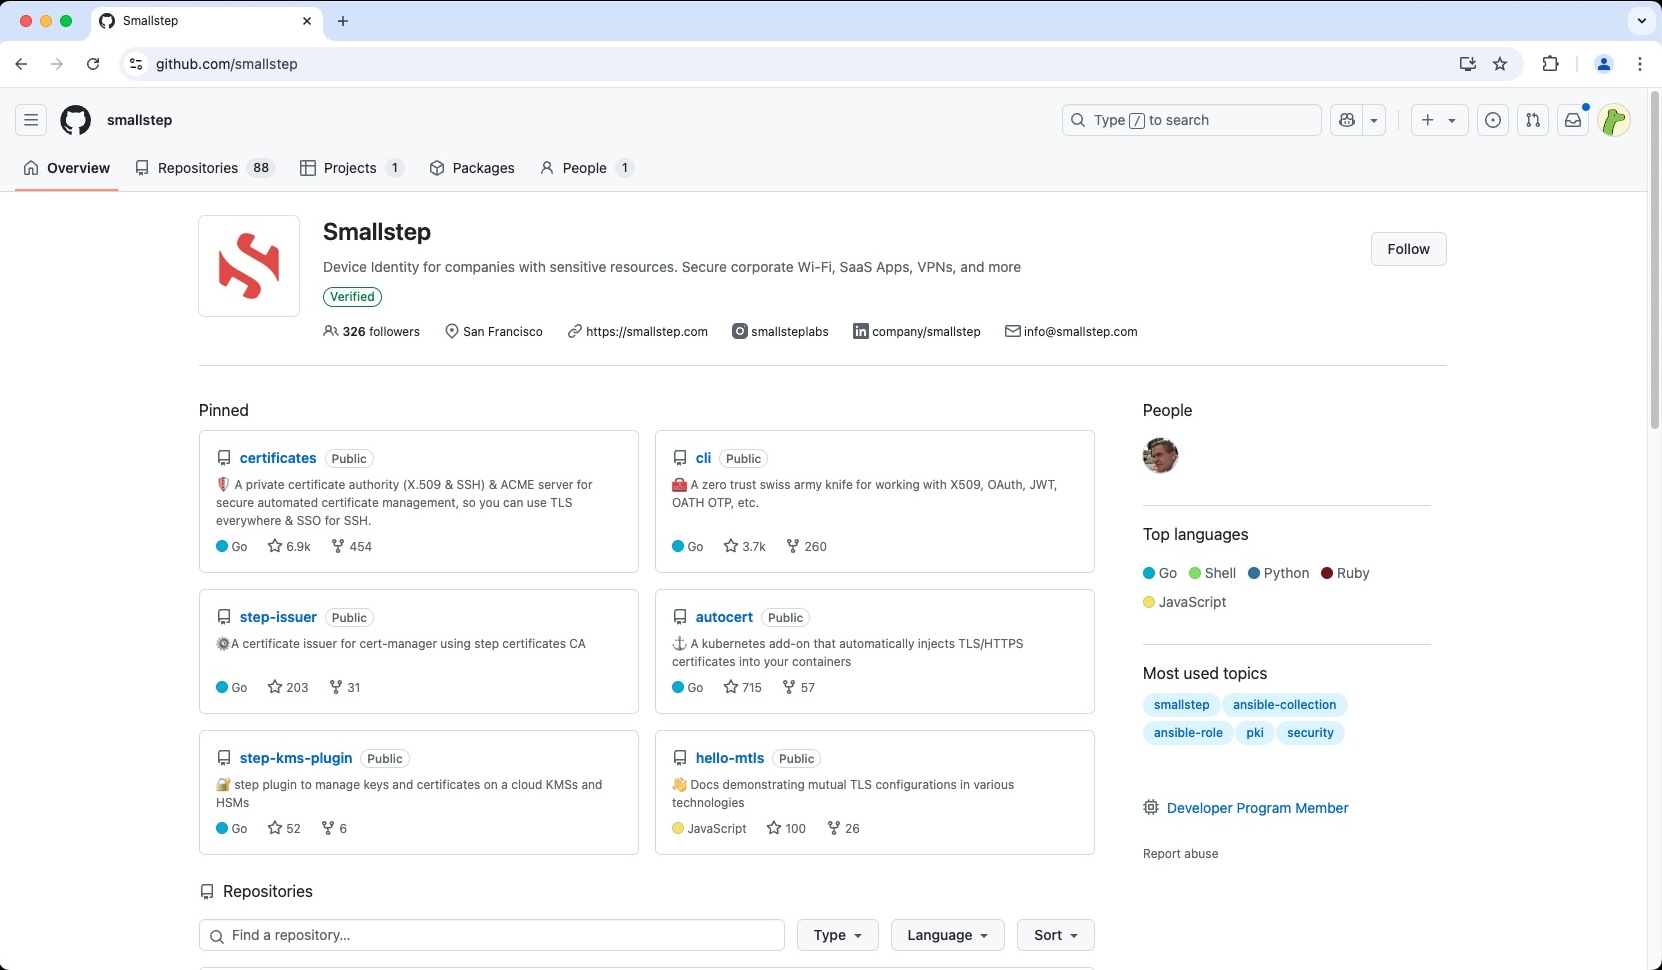 Smallstep
github.com/smallstep
smallstep
Type / to search
Overview
Repositories 88
Projects 1
Packages
People 1
Smallstep
Device Identity for companies with sensitive resources. Secure corporate Wi-Fi, SaaS Apps, VPNs, and more
Verified
326 followers
San Francisco
https://smallstep.com
smallsteplabs
company/smallstep
info@smallstep.com
Follow
Pinned
certificates Public
A private certificate authority (X.509 & SSH) & ACME server for
secure automated certificate management, so you can use TLS
everywhere & SSO for SSH.
Go 6.9k 454
cli Public
A zero trust swiss army knife for working with X509, OAuth, JWT,
OATH OTP, etc.
Go 3.7k 260
step-issuer Public
A certificate issuer for cert-manager using step certificates CA
Go 203 31
autocert Public
A kubernetes add-on that automatically injects TLS/HTTPS
certificates into your containers
Go 715 57
step-kms-plugin Public
step plugin to manage keys and certificates on a cloud KMSs and
HSMs
Go 52 6
hello-mtls Public
Docs demonstrating mutual TLS configurations in various
technologies
JavaScript 100 26
Repositories
Find a repository...
Type
Language
Sort
People
Top languages
Go Shell Python Ruby
JavaScript
Most used topics
smallstep ansible-collection
ansible-role pki security
Developer Program Member
Report abuse